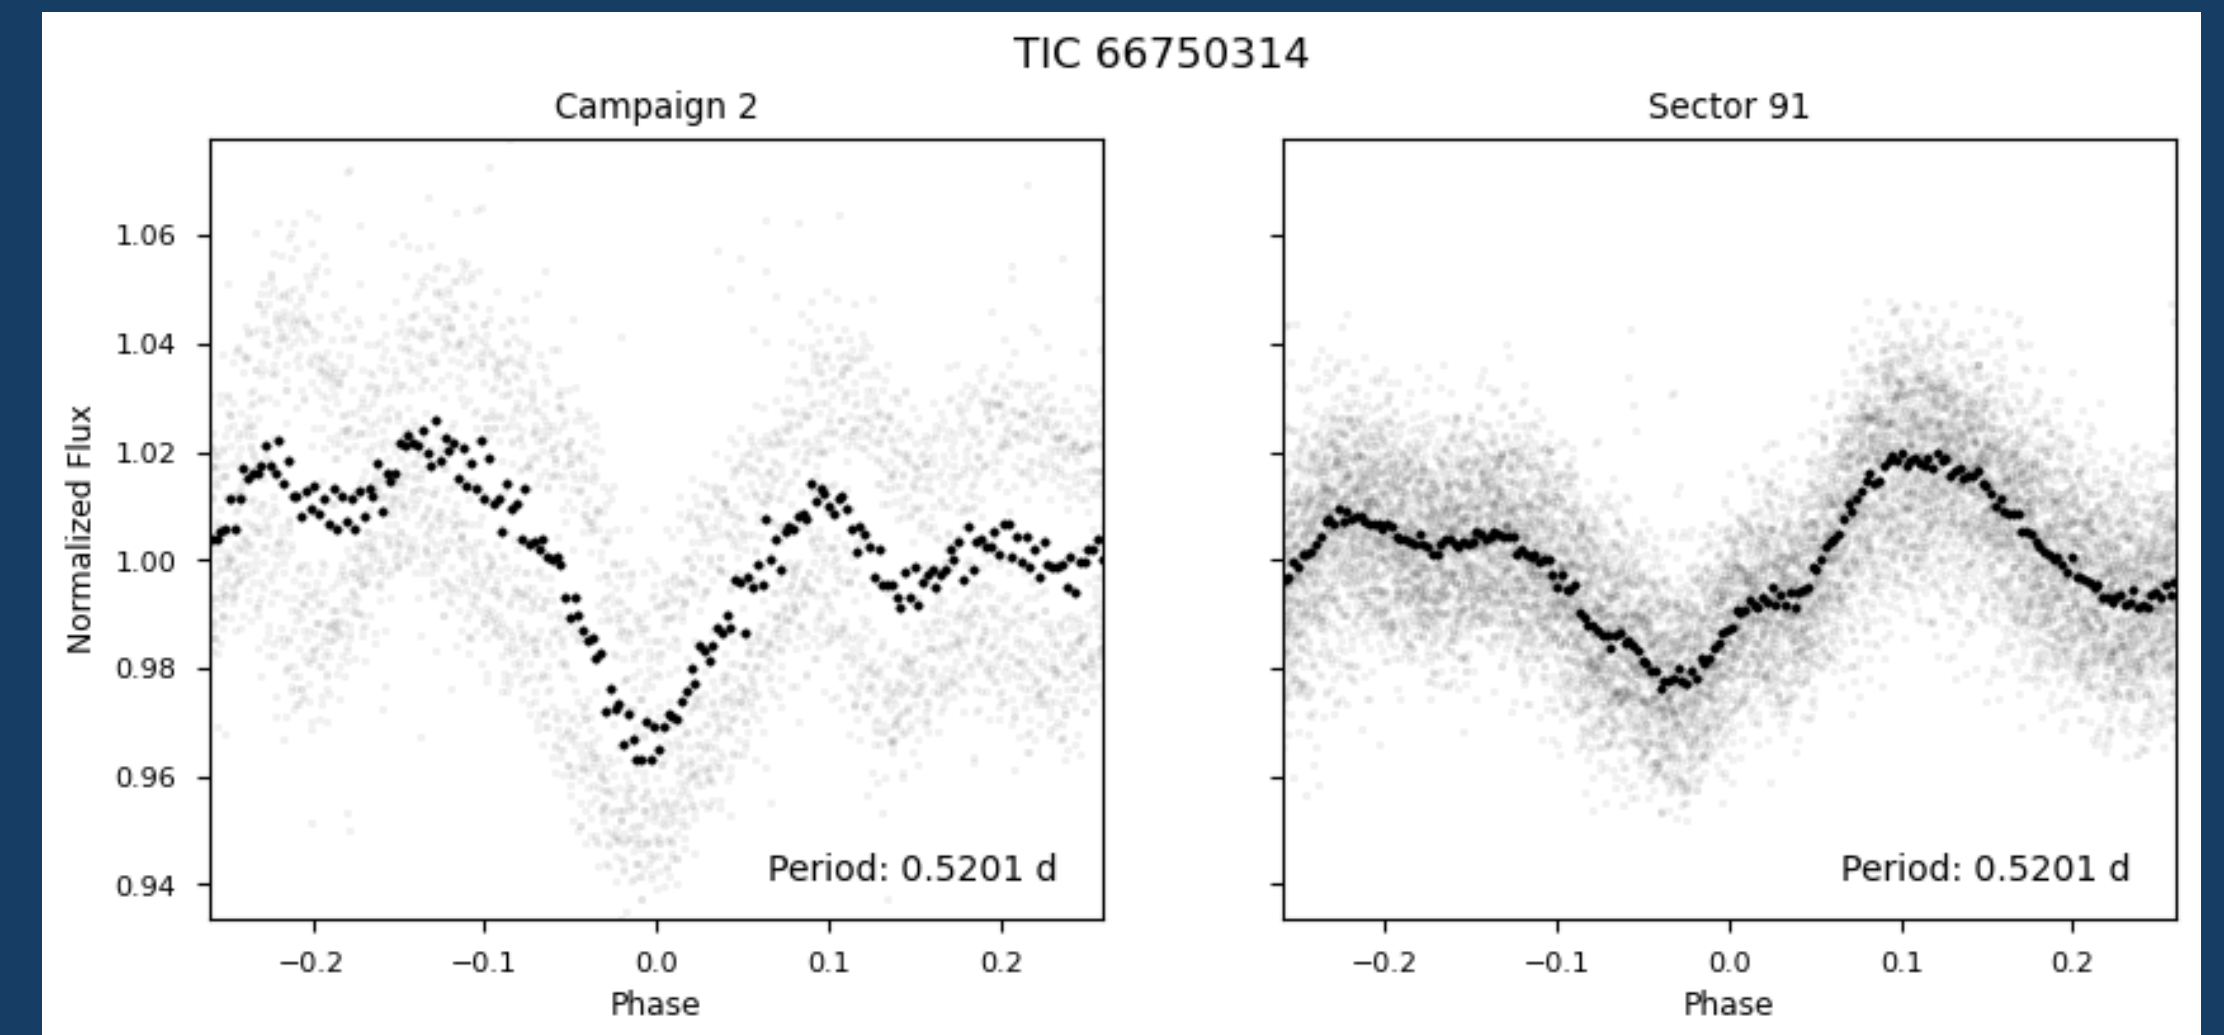 TIC 66750314
Campaign 2
Sector 91
Normalized Flux
1.06
1.04
1.02
1.00
0.98
0.96
0.94
Period: 0.5201 d
−0.2 −0.1 0.0 0.1 0.2
Phase
Period: 0.5201 d
−0.2 −0.1 0.0 0.1 0.2
Phase